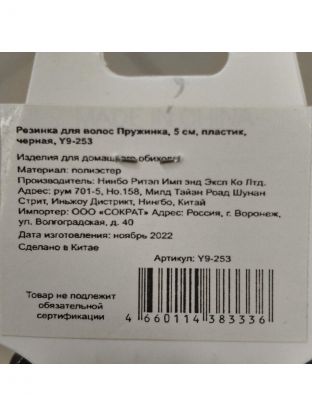 Резинка для волос Пружинка, 5 см, пластик,
черная, Y9-253
Изделия для домашнего обихода
Материал: полиэстер
Производитель: Нинбо Ритэл Имп энд Эксп Ко Лтд.
Адрес: рум 701-5, Но.158, Милд Тайэн Роад Шунан
Стрит, Иньжоу Дистрикт, Нингбо, Китай
Импортер: ООО «СОКРАТ» Адрес: Россия, г. Воронеж,
ул. Волгоградская, д. 40
Дата изготовления: ноябрь 2022
Сделано в Китае
Артикул: Y9-253
Товар не подлежит
обязательной
сертификации
4 660114 383336